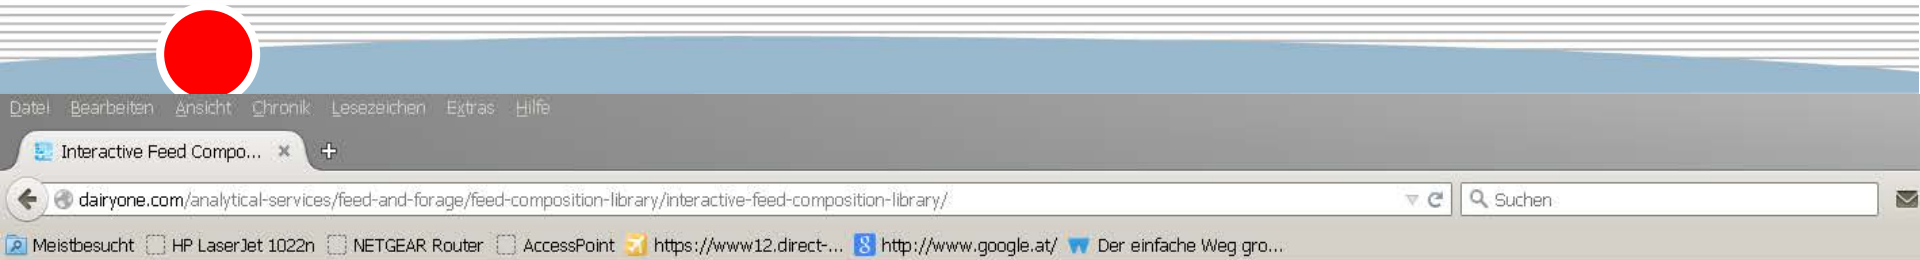 Datei Bearbeiten Ansicht Chronik Lesezeichen Extras Hilfe
Interactive Feed Compo...
dairyone.com/analytical-services/feed-and-forage/feed-composition-library/interactive-feed-composition-library/ Suchen
Meistbesucht HP LaserJet 1022n NETGEAR Router AccessPoint https://www12.direct-... 8 http://www.google.at/ Der einfache Weg gro...